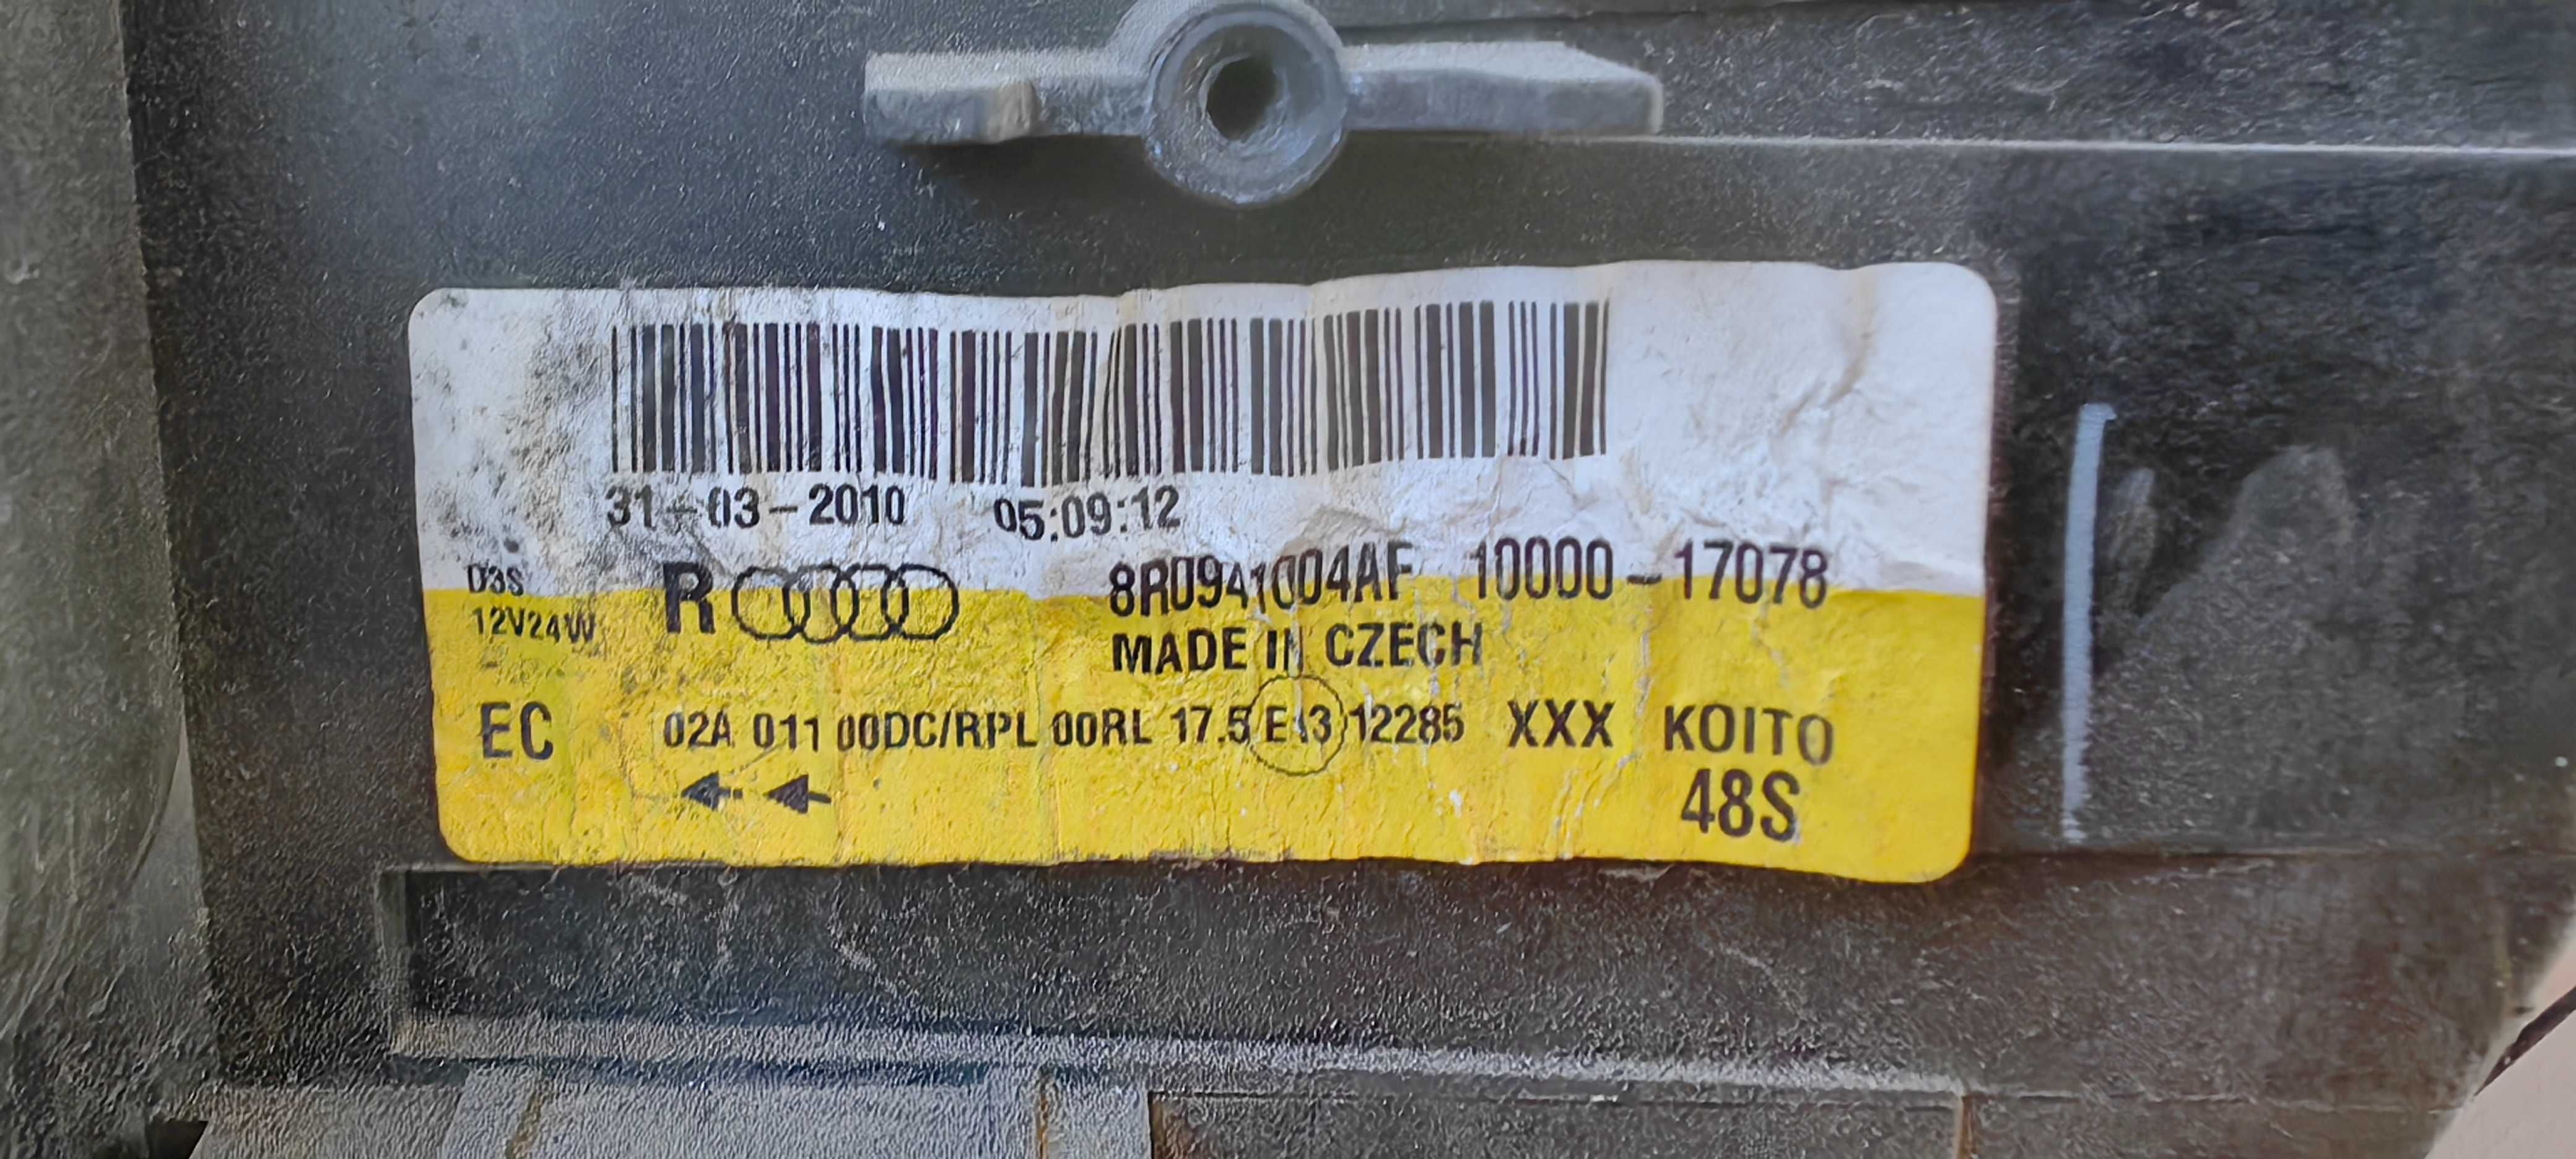 31-03-2010 05:09:12
D3S
12V24W
R 8R0941004AF 10000-17078
MADE IN CZECH
EC 02A 011 00DC/RPL 00RL 17.5 E13 12285 XXX KOITO
48S